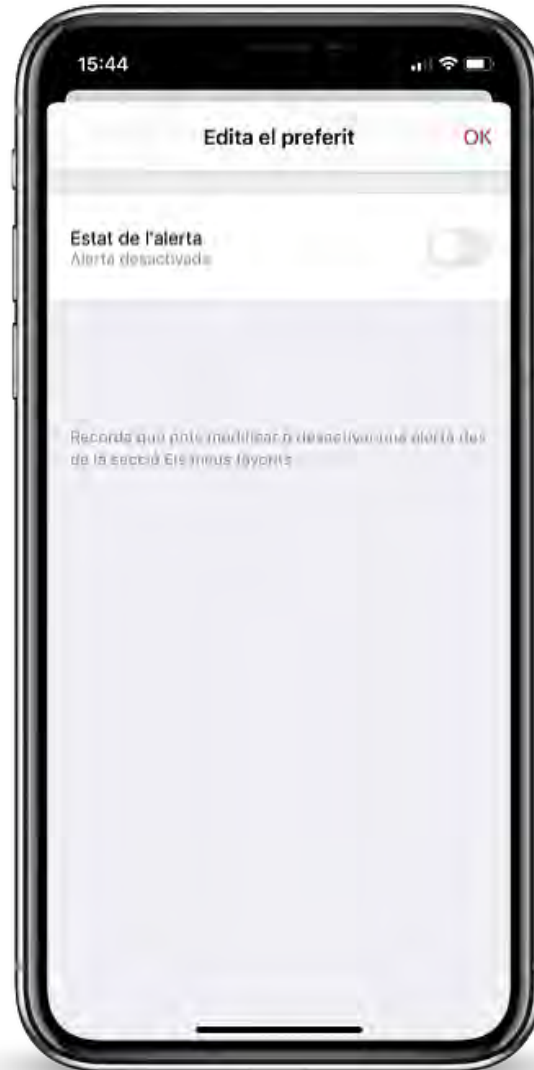 15:44
Edita el preferit
OK
Estat de l'alerta
Alerta desactivada
Recorda que pots modificar o desactivar una alerta des
de la secció Els meus favorits